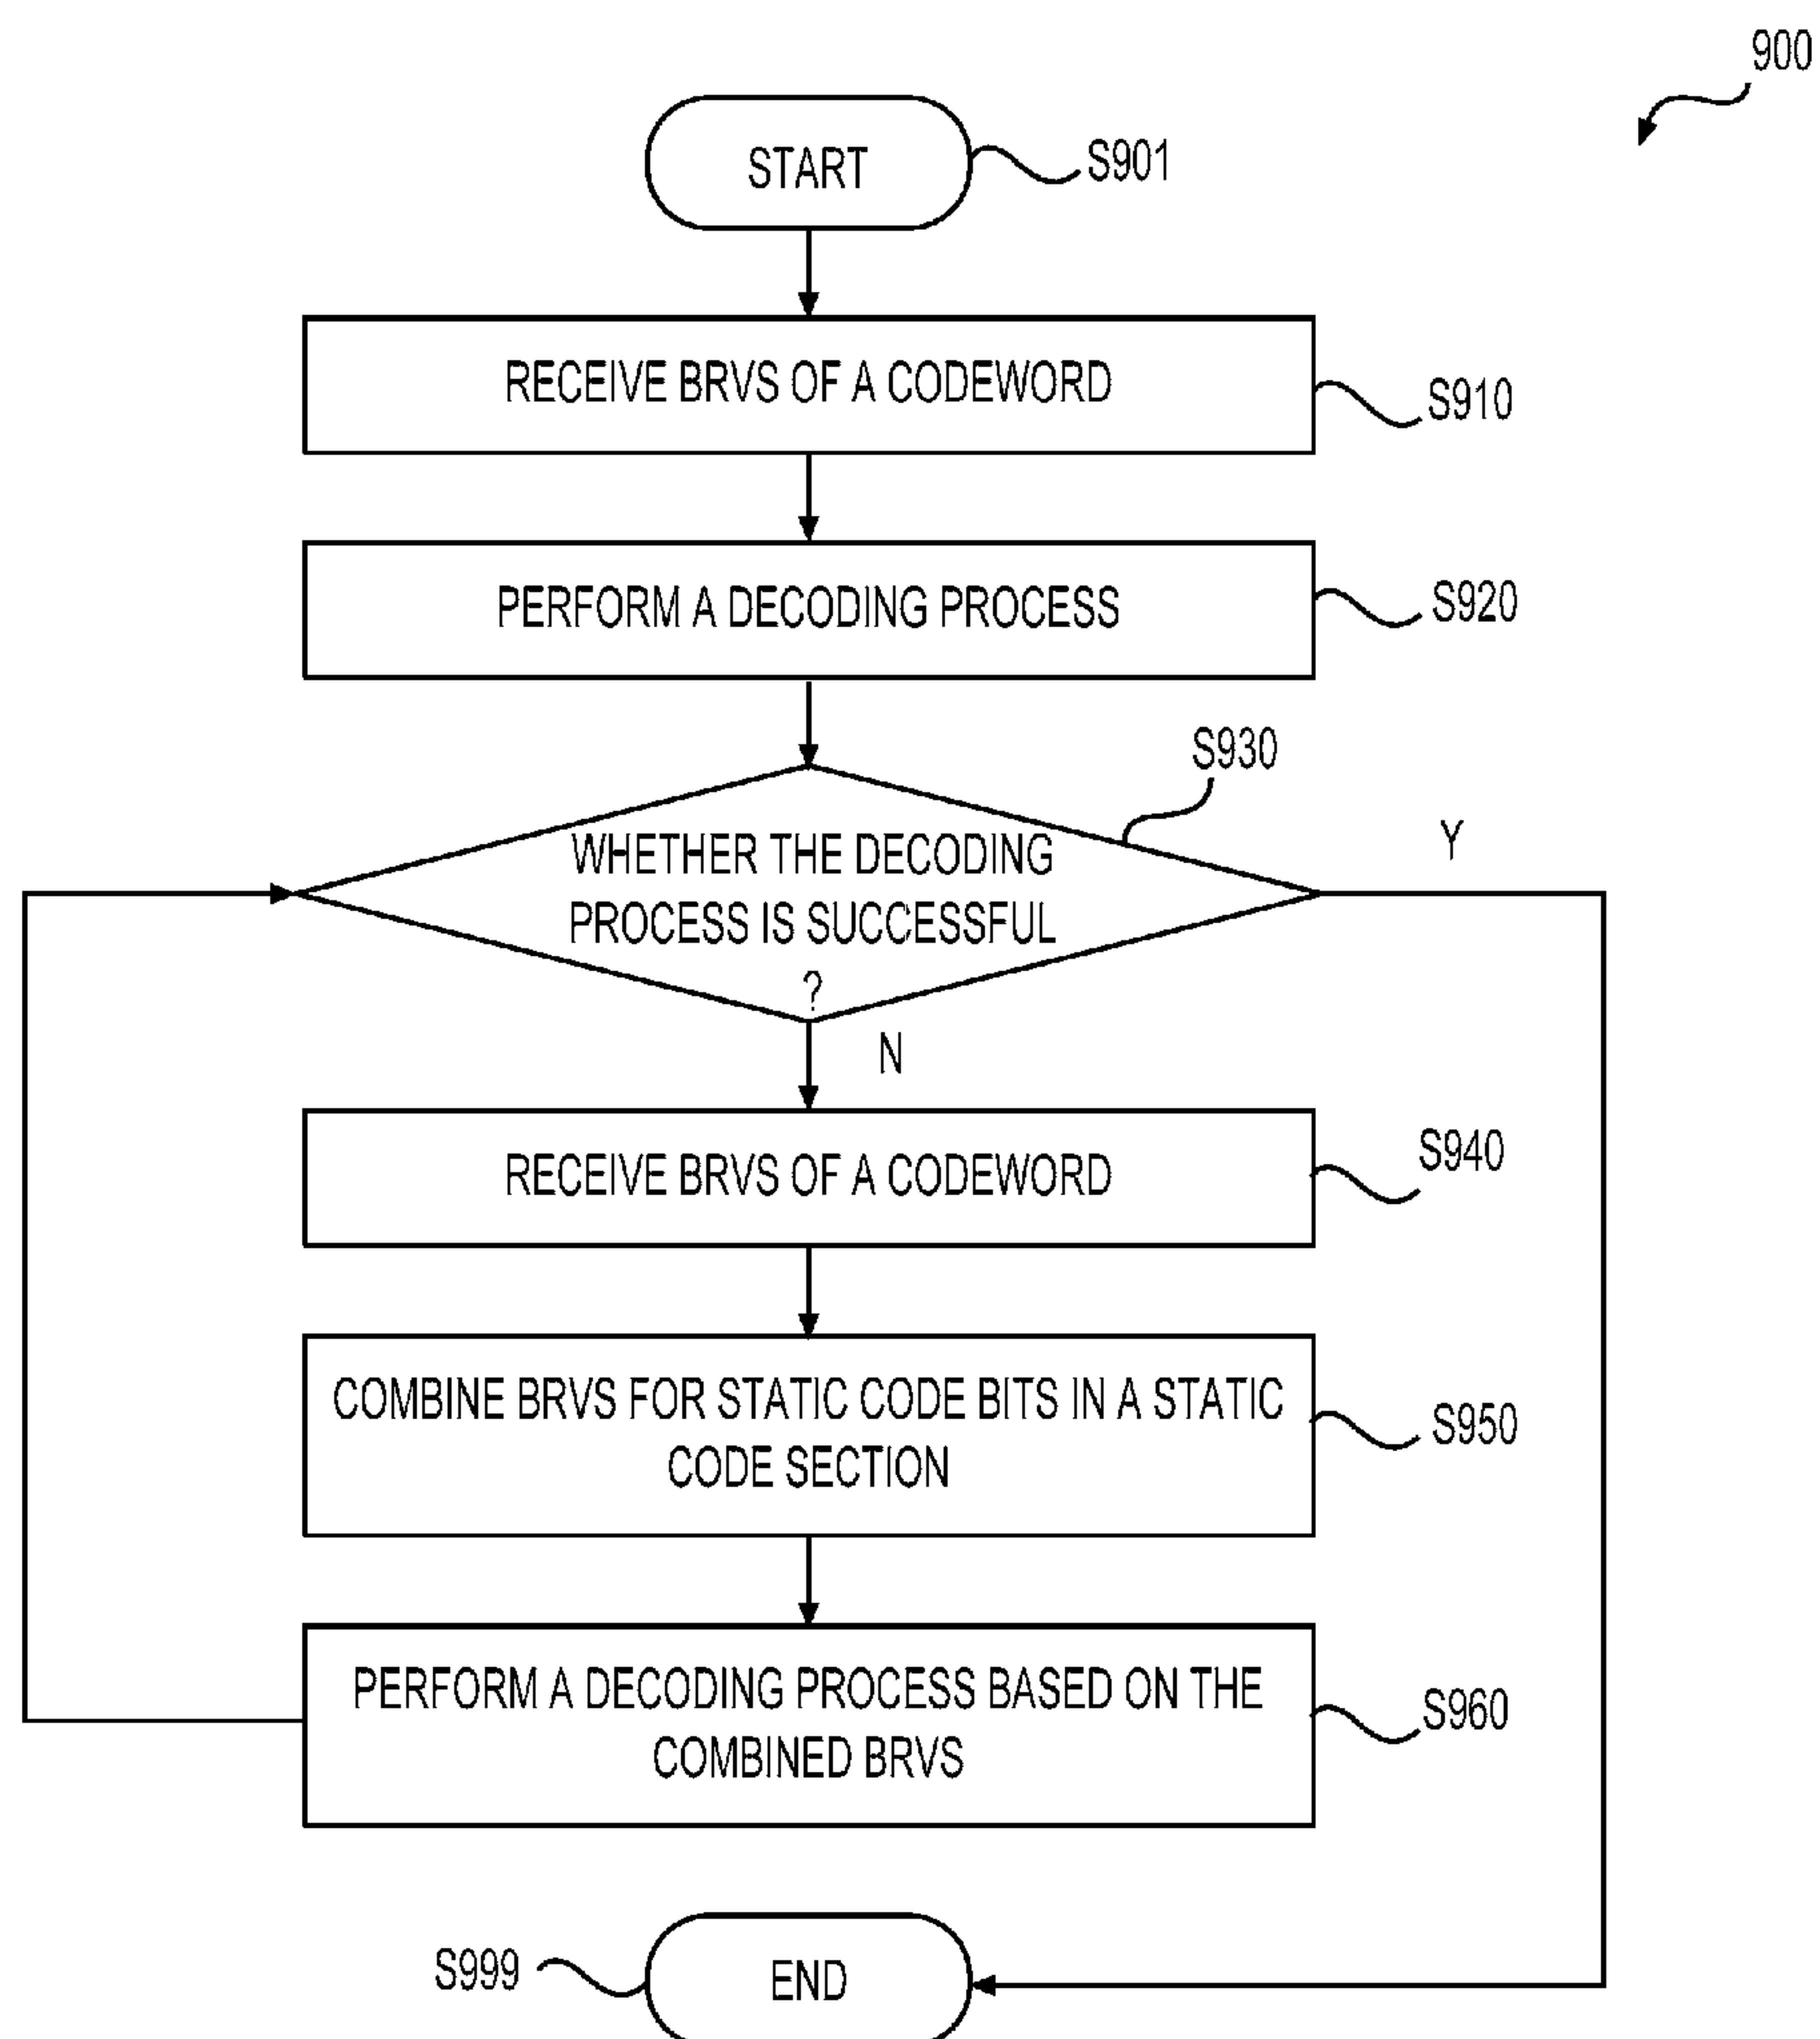 900
START
S901
RECEIVE BRVS OF A CODEWORD
S910
PERFORM A DECODING PROCESS
S920
S930
WHETHER THE DECODING
PROCESS IS SUCCESSFUL
?
Y
N
RECEIVE BRVS OF A CODEWORD
S940
COMBINE BRVS FOR STATIC CODE BITS IN A STATIC
CODE SECTION
S950
PERFORM A DECODING PROCESS BASED ON THE
COMBINED BRVS
S960
S999
END